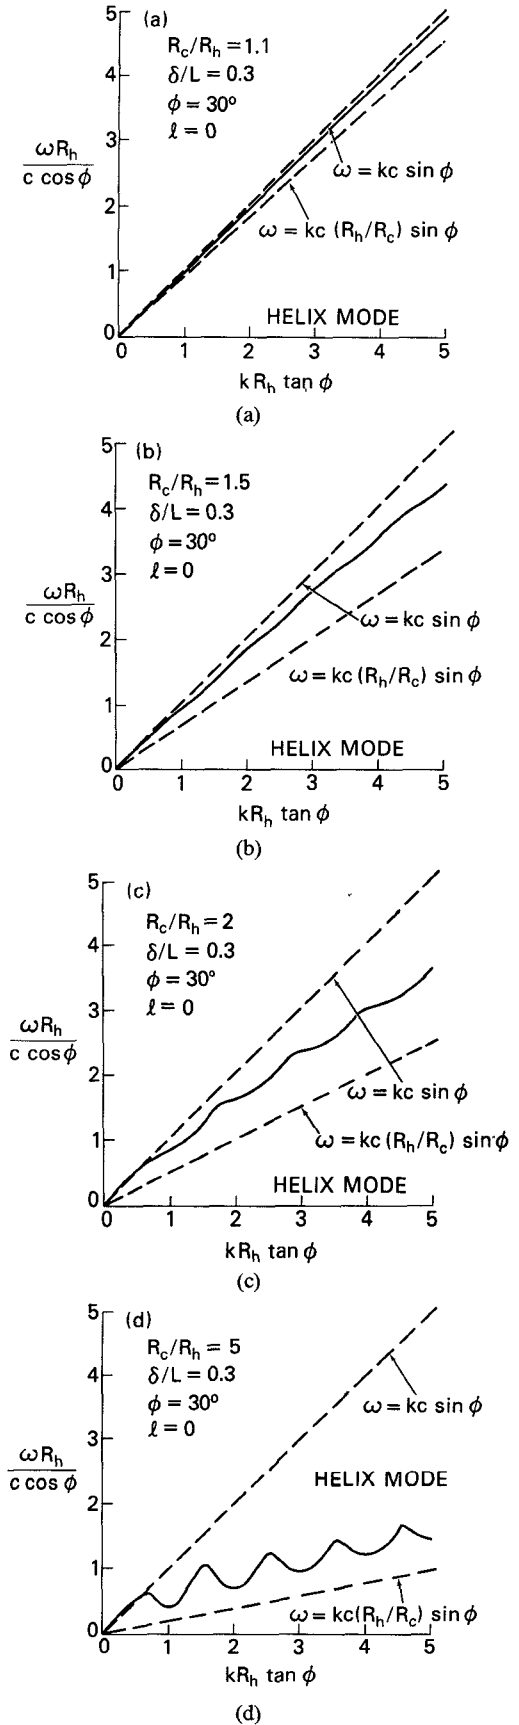 (a)
R_c/R_h = 1.1
δ/L = 0.3
ϕ = 30°
ℓ = 0
5
4
3
2
1
0
ωR_h
c cos ϕ
ω = kc sin ϕ
ω = kc (R_h/R_c) sin ϕ
HELIX MODE
0 1 2 3 4 5
kR_h tan ϕ
(a)
(b)
R_c/R_h = 1.5
δ/L = 0.3
ϕ = 30°
ℓ = 0
5
4
3
2
1
0
ωR_h
c cos ϕ
ω = kc sin ϕ
ω = kc (R_h/R_c) sin ϕ
HELIX MODE
0 1 2 3 4 5
kR_h tan ϕ
(b)
(c)
R_c/R_h = 2
δ/L = 0.3
ϕ = 30°
ℓ = 0
5
4
3
2
1
0
ωR_h
c cos ϕ
ω = kc sin ϕ
ω = kc (R_h/R_c) sin ϕ
HELIX MODE
0 1 2 3 4 5
kR_h tan ϕ
(c)
(d)
R_c/R_h = 5
δ/L = 0.3
ϕ = 30°
ℓ = 0
5
4
3
2
1
0
ωR_h
c cos ϕ
ω = kc sin ϕ
HELIX MODE
ω = kc(R_h/R_c) sin ϕ
0 1 2 3 4 5
kR_h tan ϕ
(d)